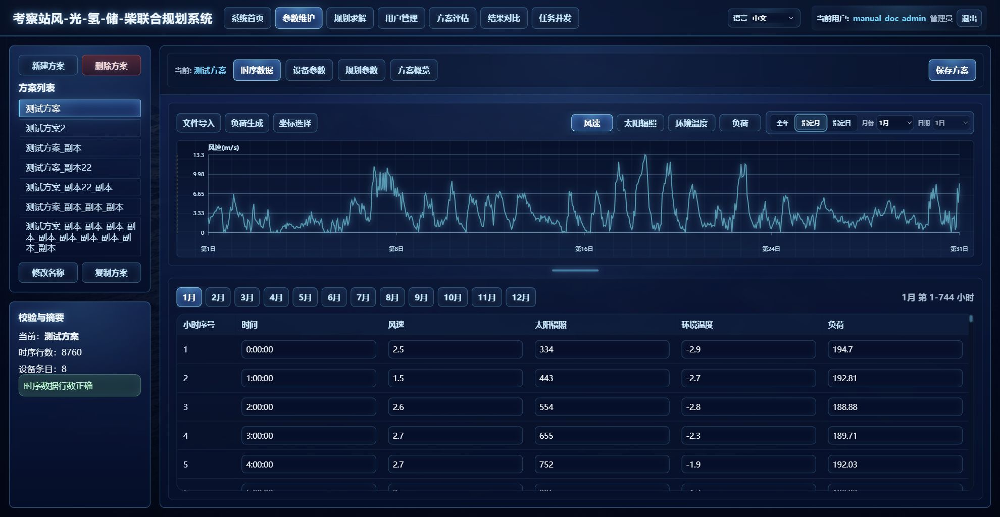 考察站风-光-氢-储-柴联合规划系统 系统首页 参数维护 规划求解 用户管理 方案评估 结果对比 任务并发 语言 中文 当前用户: manual_doc_admin 管理员 退出
新建方案 删除方案
方案列表
测试方案
测试方案2
测试方案_副本
测试方案_副本22
测试方案_副本22_副本
测试方案_副本_副本_副本
测试方案_副本_副本_副本_副
本_副本_副本_副本_副本_副
本_副本
修改名称 复制方案
校验与摘要
当前: 测试方案
时序行数: 8760
设备条目: 8
时序数据行数正确
当前: 测试方案 时序数据 设备参数 规划参数 方案概览 保存方案
文件导入 负荷生成 坐标选择 风速 太阳辐照 环境温度 负荷 全年 指定月 指定日 月份 1月 日期 1日
风速(m/s)
13.3
9.98
6.65
3.33
0
第1日 第8日 第16日 第24日 第31日
1月 2月 3月 4月 5月 6月 7月 8月 9月 10月 11月 12月 1月 第 1-744 小时
小时序号 时间 风速 太阳辐照 环境温度 负荷
1 0:00:00 2.5 334 -2.9 194.7
2 1:00:00 1.5 443 -2.7 192.81
3 2:00:00 2.6 554 -2.8 188.88
4 3:00:00 2.7 655 -2.3 189.71
5 4:00:00 2.7 752 -1.9 192.03